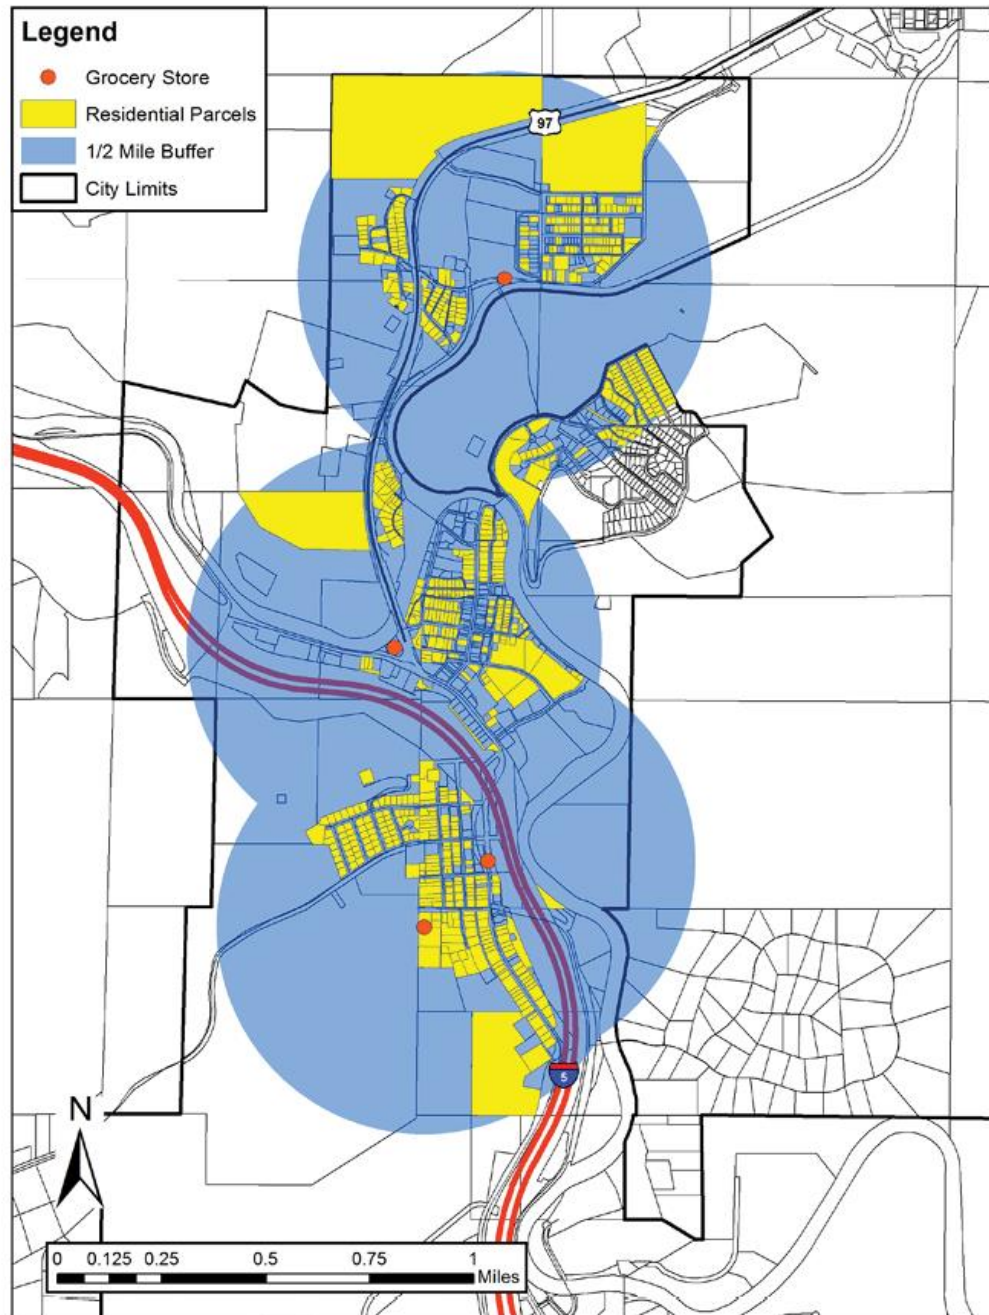 Legend
Grocery Store
Residential Parcels
1/2 Mile Buffer
City Limits
97
5
N
0 0.125 0.25 0.5 0.75 1
Miles